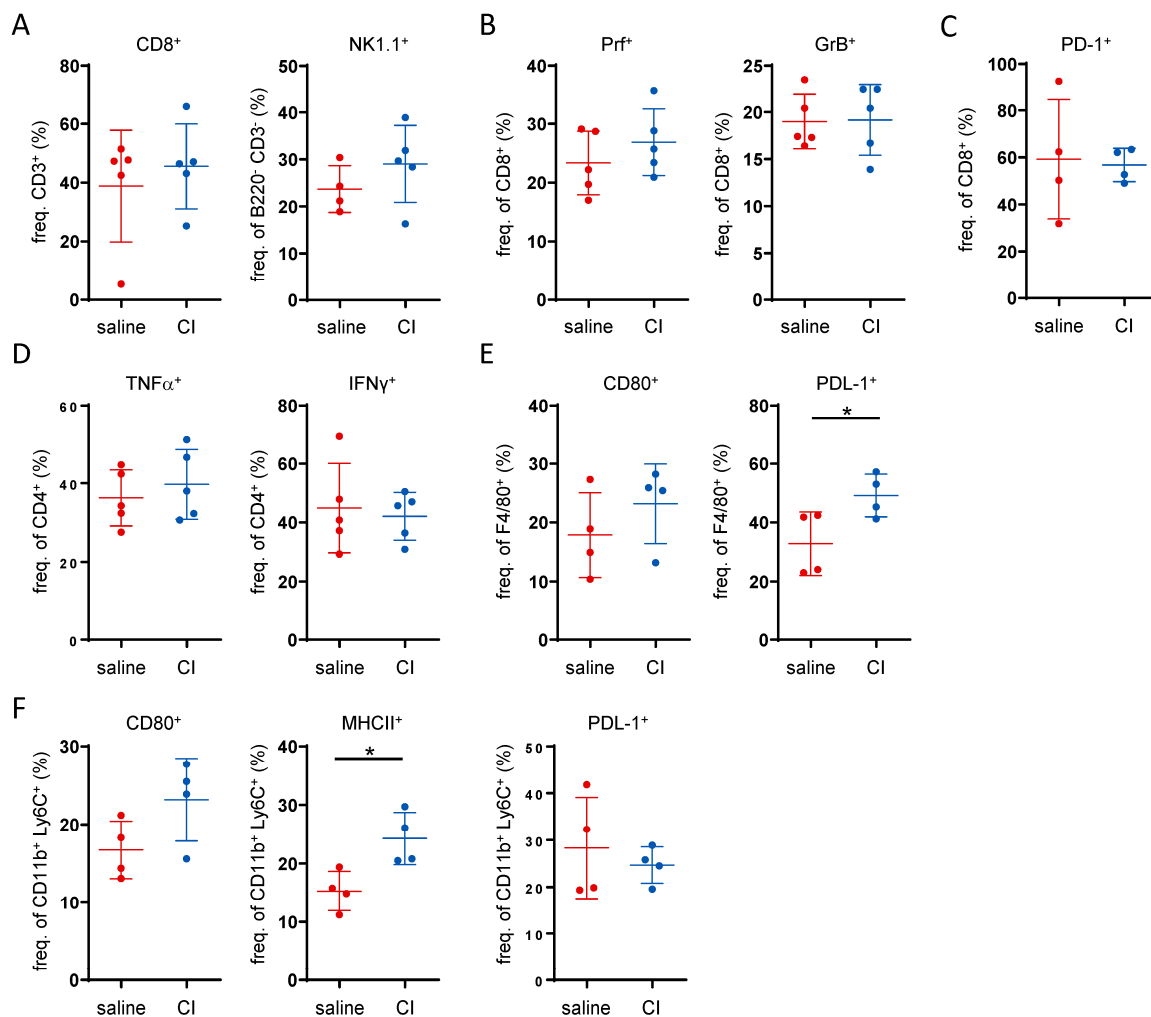 A
B
C
CD8⁺
NK1.1⁺
Prf⁺
GrB⁺
PD-1⁺
freq. CD3⁺ (%)
80
60
40
20
0
saline
CI
freq. of B220⁻ CD3⁻ (%)
50
40
30
20
10
0
saline
CI
freq. of CD8⁺ (%)
40
30
20
10
0
saline
CI
freq. of CD8⁺ (%)
25
20
15
10
5
0
saline
CI
freq. of CD8⁺ (%)
100
80
60
40
20
0
saline
CI
D
E
TNFα⁺
IFNγ⁺
CD80⁺
PDL-1⁺
freq. of CD4⁺ (%)
60
40
20
0
saline
CI
freq. of CD4⁺ (%)
80
60
40
20
0
saline
CI
freq. of F4/80⁺ (%)
40
30
20
10
0
saline
CI
freq. of F4/80⁺ (%)
80
60
40
20
0
*
saline
CI
F
CD80⁺
MHCII⁺
PDL-1⁺
freq. of CD11b⁺ Ly6C⁺ (%)
30
20
10
0
saline
CI
freq. of CD11b⁺ Ly6C⁺ (%)
40
30
20
10
0
*
saline
CI
freq. of CD11b⁺ Ly6C⁺ (%)
50
40
30
20
10
0
saline
CI